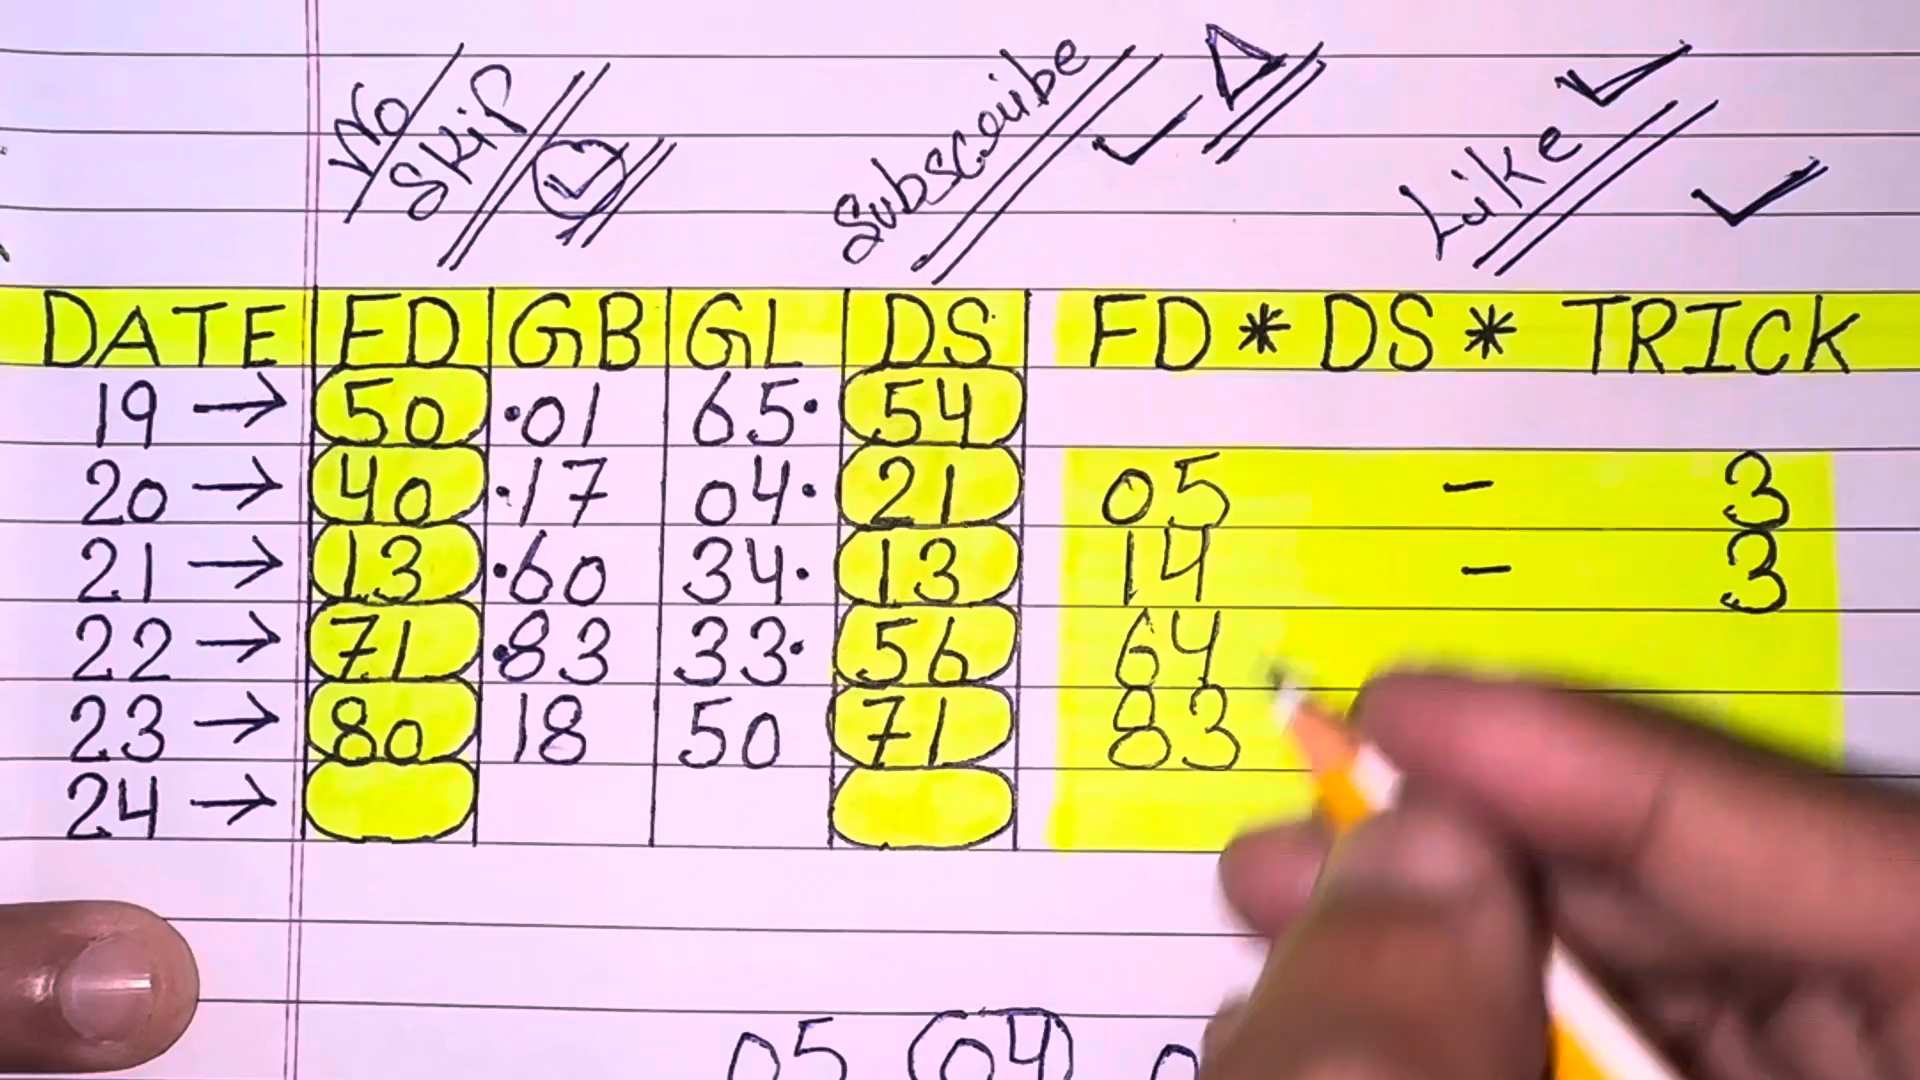 No
Skip
Subscribe
Like
DATE FD GB GL DS FD * DS * TRICK
19 → 50 .01 65. 54
20 → 40 .17 04. 21 05 - 3
21 → 13 .60 34. 13 14 - 3
22 → 71 .83 33. 56 64
23 → 80 18 50 71 83
24 →
05 04 0